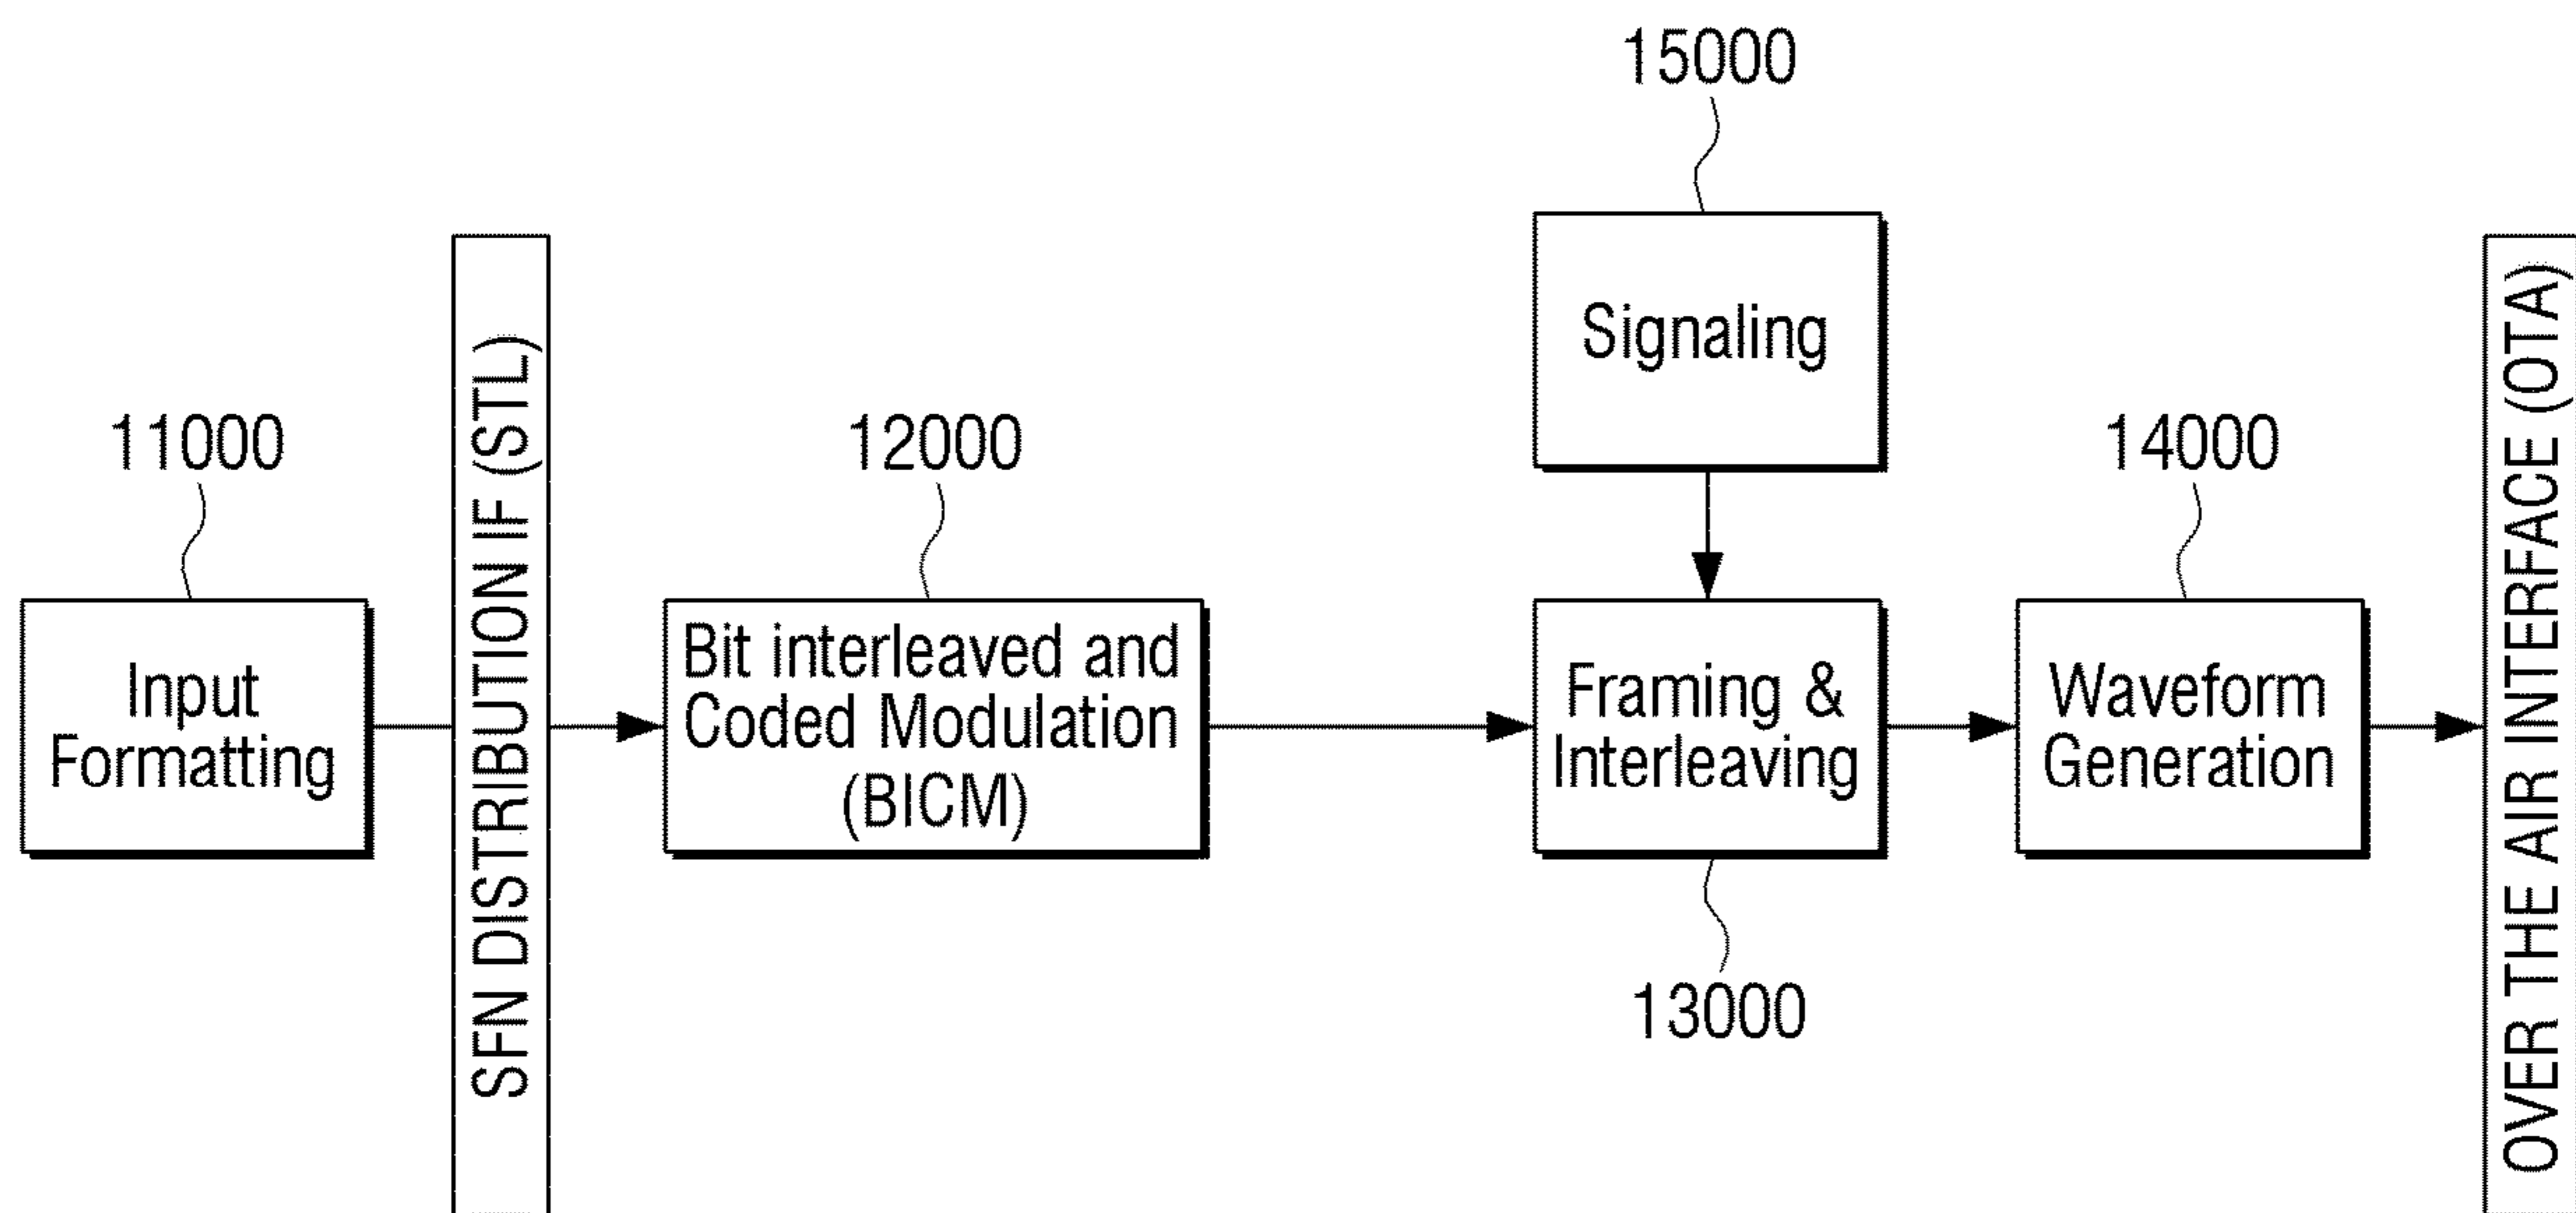 15000
Signaling
11000
Input
Formatting
SFN DISTRIBUTION IF (STL)
12000
Bit interleaved and
Coded Modulation
(BICM)
Framing &
Interleaving
13000
14000
Waveform
Generation
OVER THE AIR INTERFACE (OTA)